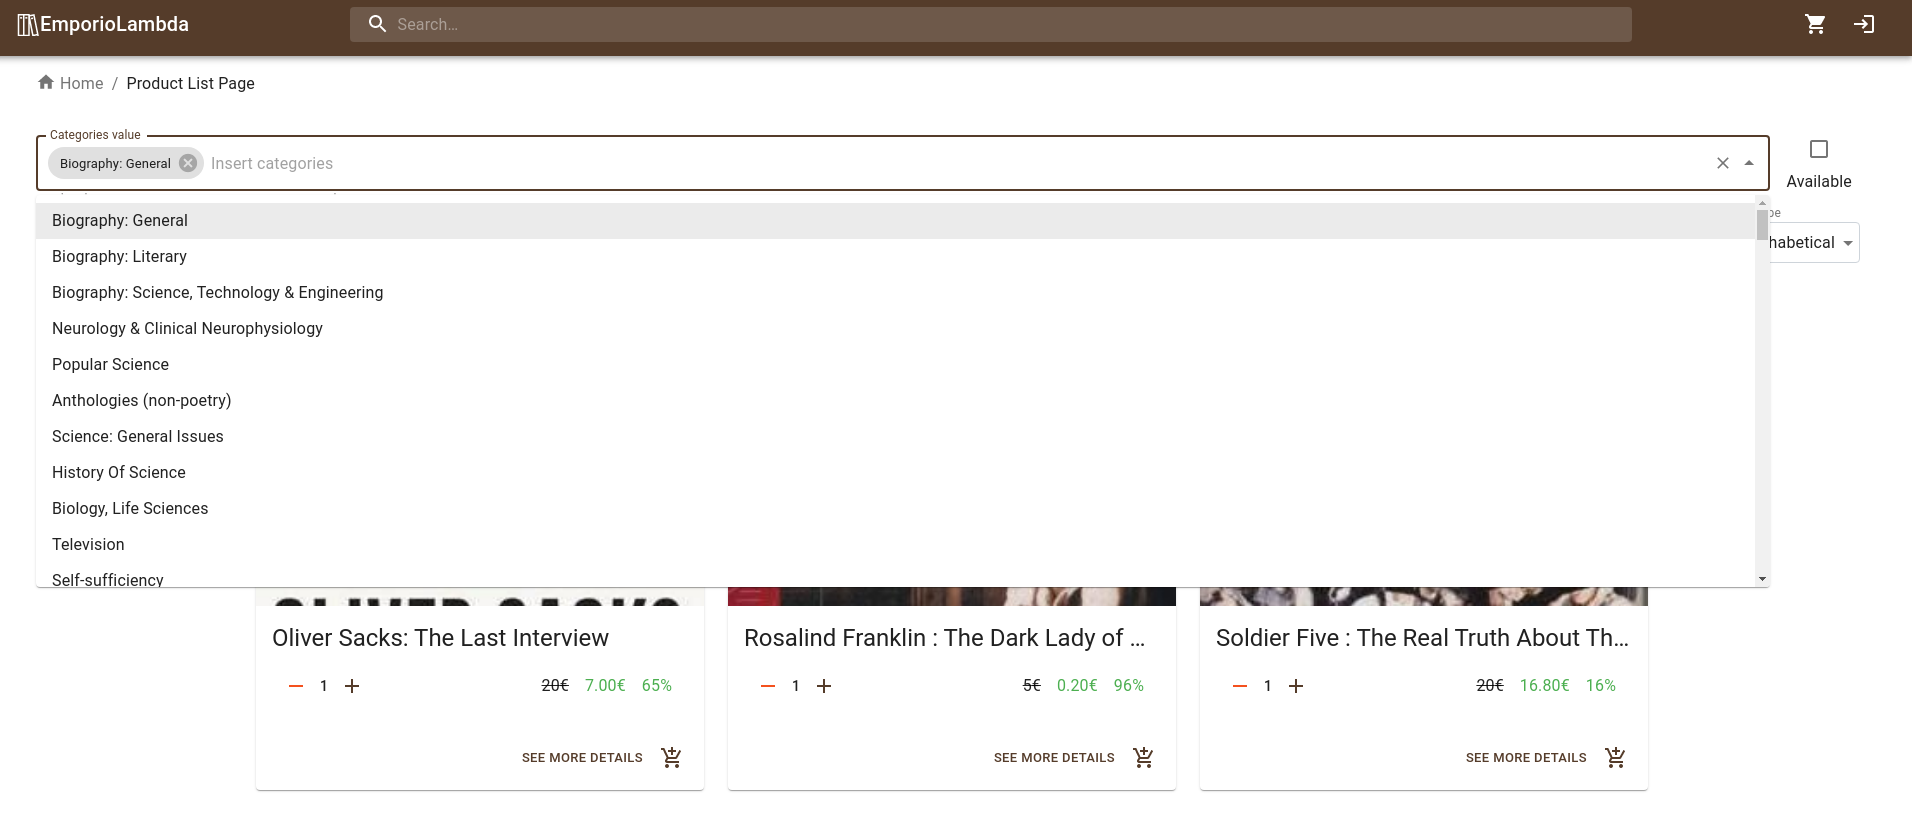 EmporioLambda
Search...
Home / Product List Page
Categories value
Biography: General
Insert categories
Available
Biography: General
Biography: Literary
Biography: Science, Technology & Engineering
Neurology & Clinical Neurophysiology
Popular Science
Anthologies (non-poetry)
Science: General Issues
History Of Science
Biology, Life Sciences
Television
Self-sufficiency
pe
habetical
OLIVER SACKS
Oliver Sacks: The Last Interview
1 20€ 7.00€ 65%
SEE MORE DETAILS
Rosalind Franklin : The Dark Lady of ...
1 5€ 0.20€ 96%
SEE MORE DETAILS
Soldier Five : The Real Truth About Th...
1 20€ 16.80€ 16%
SEE MORE DETAILS